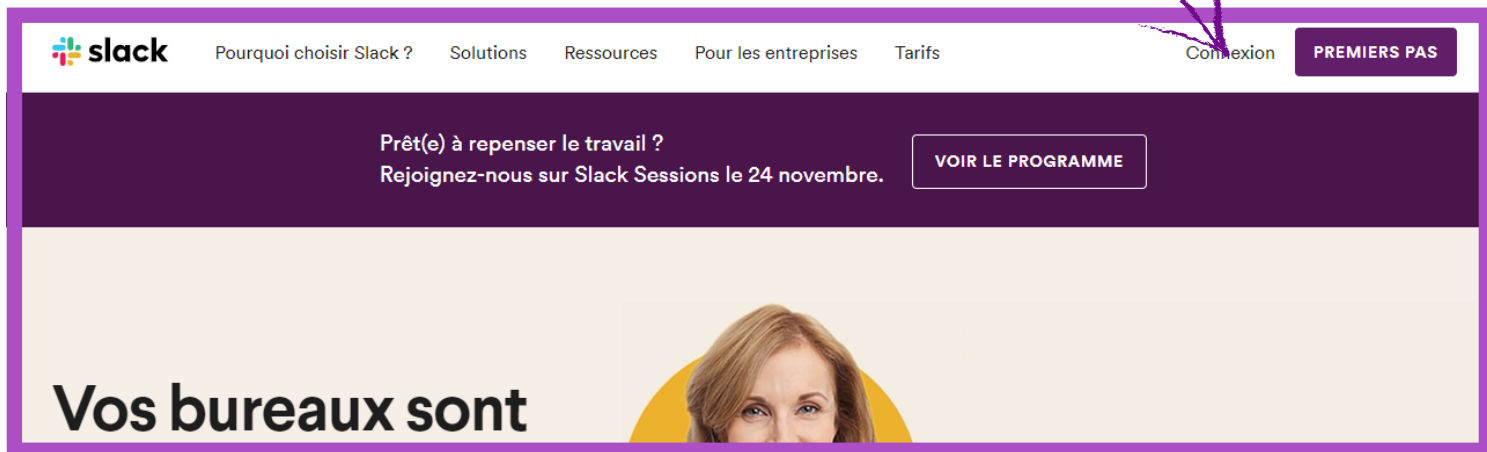 slack Pourquoi choisir Slack ? Solutions Ressources Pour les entreprises Tarifs Connexion PREMIERS PAS
Prêt(e) à repenser le travail ?
Rejoignez-nous sur Slack Sessions le 24 novembre.
VOIR LE PROGRAMME
Vos bureaux sont